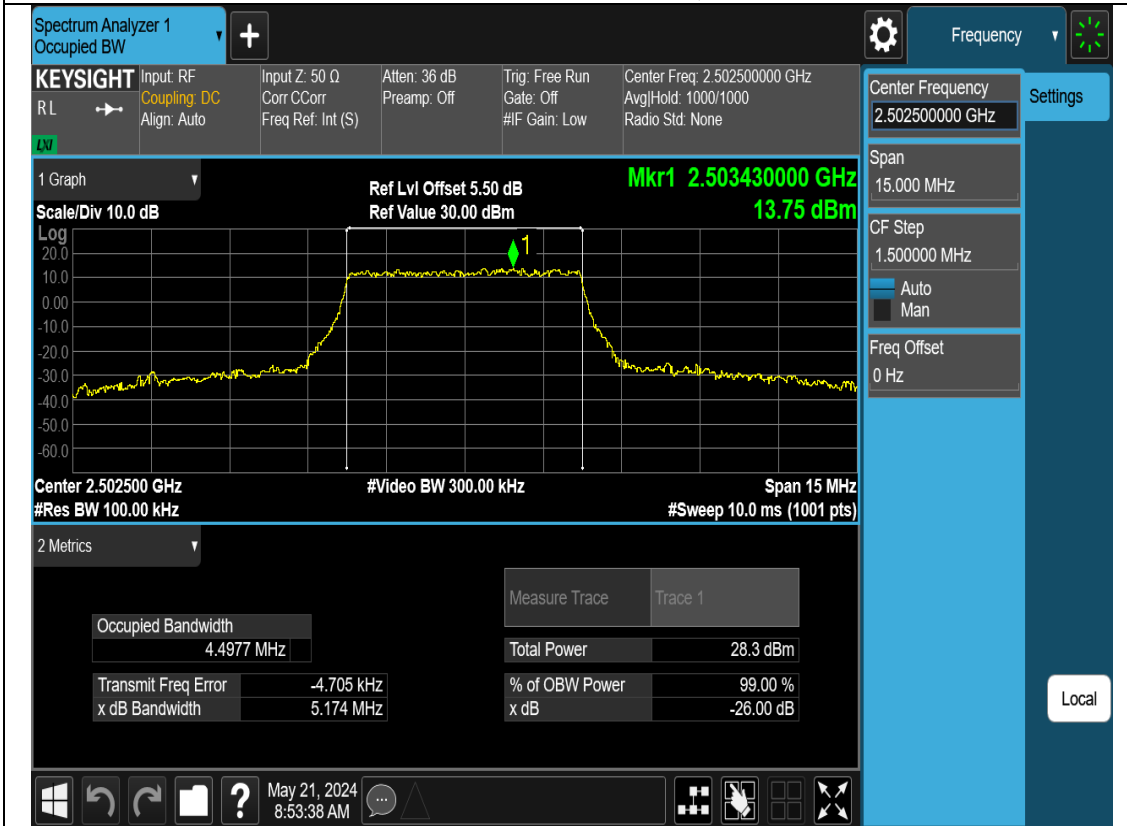 Spectrum Analyzer 1
Occupied BW
Frequency
KEYSIGHT
R L
LXI
Input: RF
Coupling: DC
Align: Auto
Input Z: 50 Ω
Corr CCorr
Freq Ref: Int (S)
Atten: 36 dB
Preamp: Off
Trig: Free Run
Gate: Off
#IF Gain: Low
Center Freq: 2.502500000 GHz
Avg|Hold: 1000/1000
Radio Std: None
Center Frequency
2.502500000 GHz
Settings
Span
15.000 MHz
CF Step
1.500000 MHz
Auto
Man
Freq Offset
0 Hz
Local
1 Graph
Scale/Div 10.0 dB
Ref Lvl Offset 5.50 dB
Ref Value 30.00 dBm
Mkr1 2.503430000 GHz
13.75 dBm
Log
20.0
10.0
0.00
-10.0
-20.0
-30.0
-40.0
-50.0
-60.0
1
Center 2.502500 GHz
#Res BW 100.00 kHz
#Video BW 300.00 kHz
Span 15 MHz
#Sweep 10.0 ms (1001 pts)
2 Metrics
Measure Trace Trace 1
Occupied Bandwidth
4.4977 MHz
Total Power 28.3 dBm
Transmit Freq Error -4.705 kHz
% of OBW Power 99.00 %
x dB Bandwidth 5.174 MHz
x dB -26.00 dB
?
May 21, 2024
8:53:38 AM